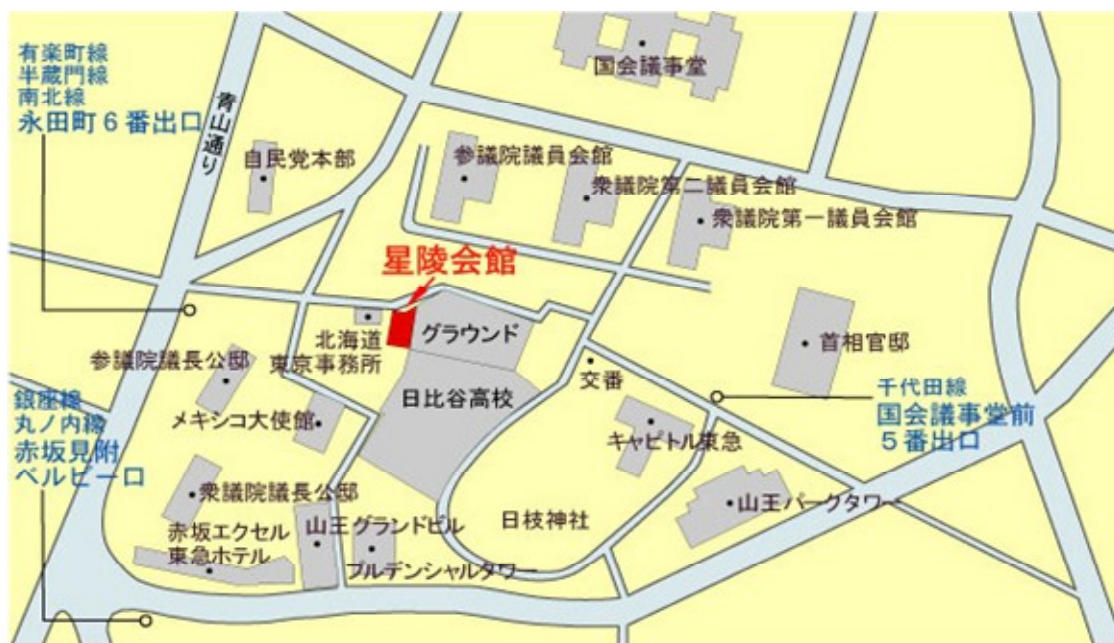 国会議事堂
有楽町線
半蔵門線
南北線
永田町6番出口
青山通り
自民党本部
参議院議員会館
衆議院第二議員会館
衆議院第一議員会館
星陵会館
北海道
東京事務所
グラウンド
首相官邸
参議院議長公邸
交番
日比谷高校
千代田線
国会議事堂前
5番出口
銀座線
丸ノ内線
赤坂見附
ベルビー口
メキシコ大使館
キャピトル東急
衆議院議長公邸
山王パークタワー
日枝神社
赤坂エクセル
東急ホテル
山王グランドビル
プルデンシャルタワー